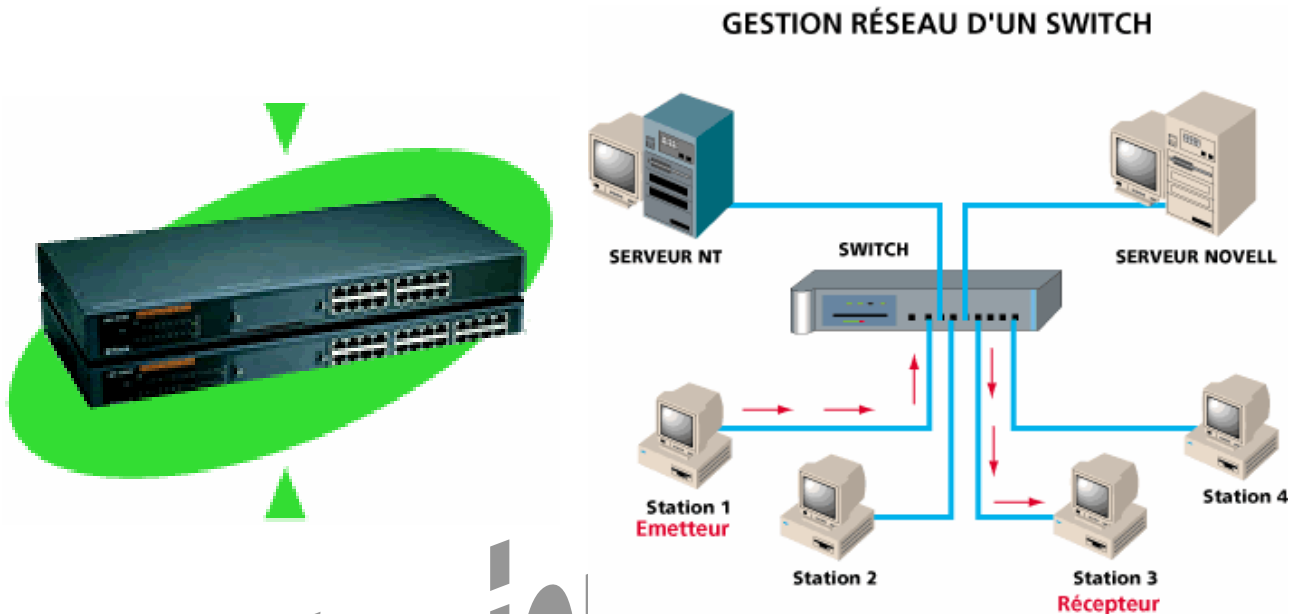 GESTION RÉSEAU D'UN SWITCH
SERVEUR NT
SWITCH
SERVEUR NOVELL
Station 1
Emetteur
Station 2
Station 3
Récepteur
Station 4